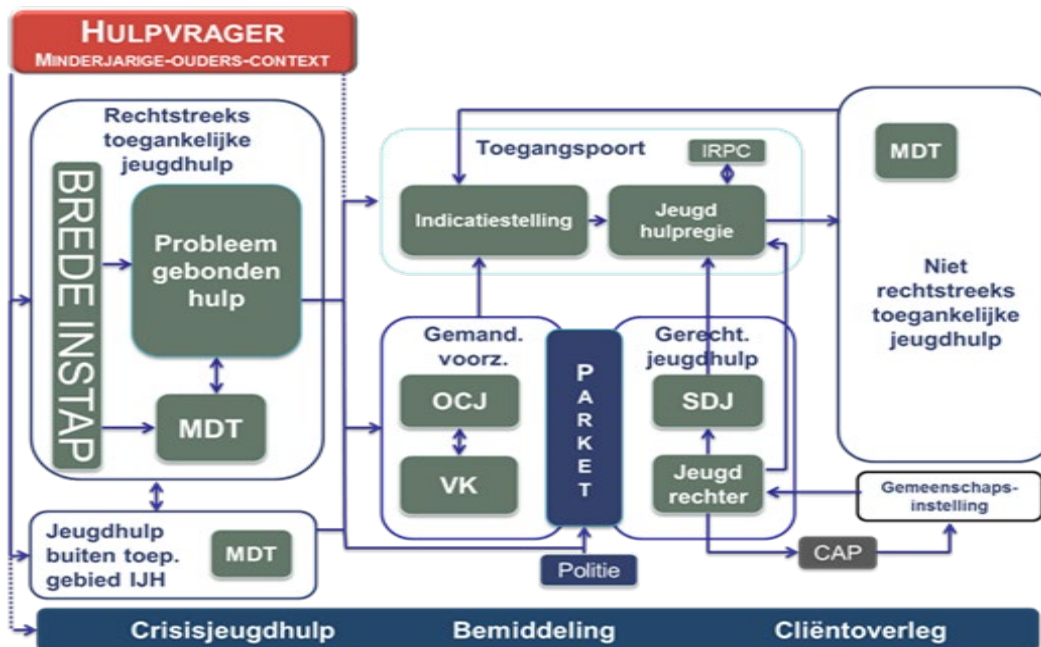 HULPVRAGER
MINDERJARIGE-OUDERS-CONTEXT
Rechtstreeks
toegankelijke
jeugdhulp
BREDE INSTAP
Probleem
gebonden
hulp
MDT
Jeugdhulp
buiten toep.
gebied IJH
MDT
Toegangspoort
IRPC
Indicatiestelling
Jeugd
hulpregie
Gemand.
voorz.
OCJ
VK
PARKET
Politie
Gerecht.
jeugdhulp
SDJ
Jeugd
rechter
CAP
MDT
Niet
rechtstreeks
toegankelijke
jeugdhulp
Gemeenschaps-
instelling
Crisisjeugdhulp Bemiddeling Cliëntoverleg